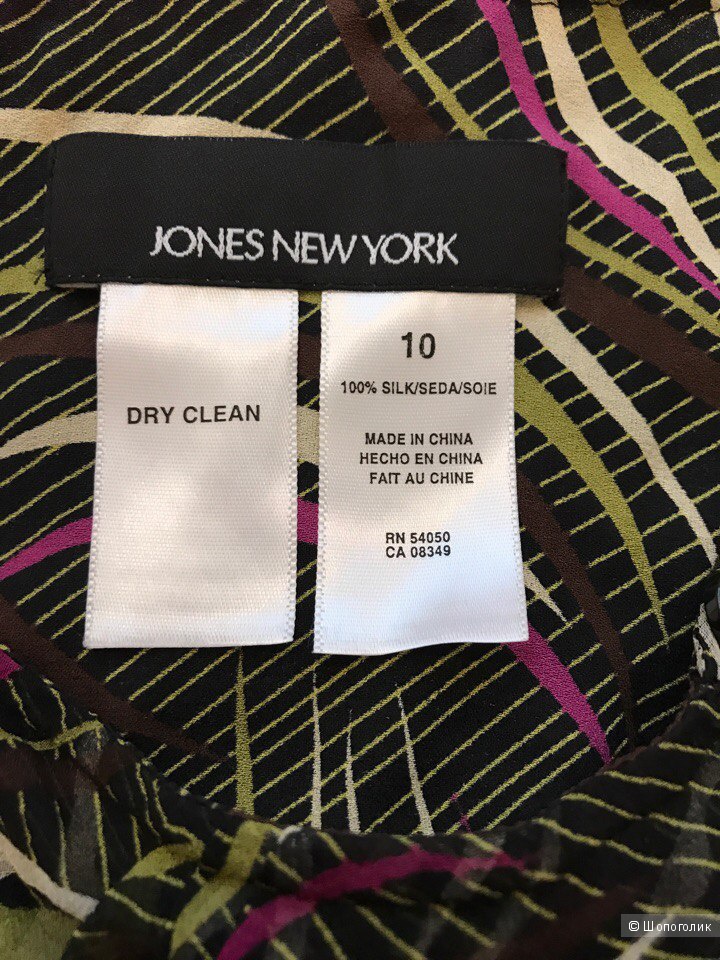 JONES NEW YORK
DRY CLEAN
10
100% SILK/SEDA/SOIE
MADE IN CHINA
HECHO EN CHINA
FAIT AU CHINE
RN 54050
CA 08349
© Шопоголик